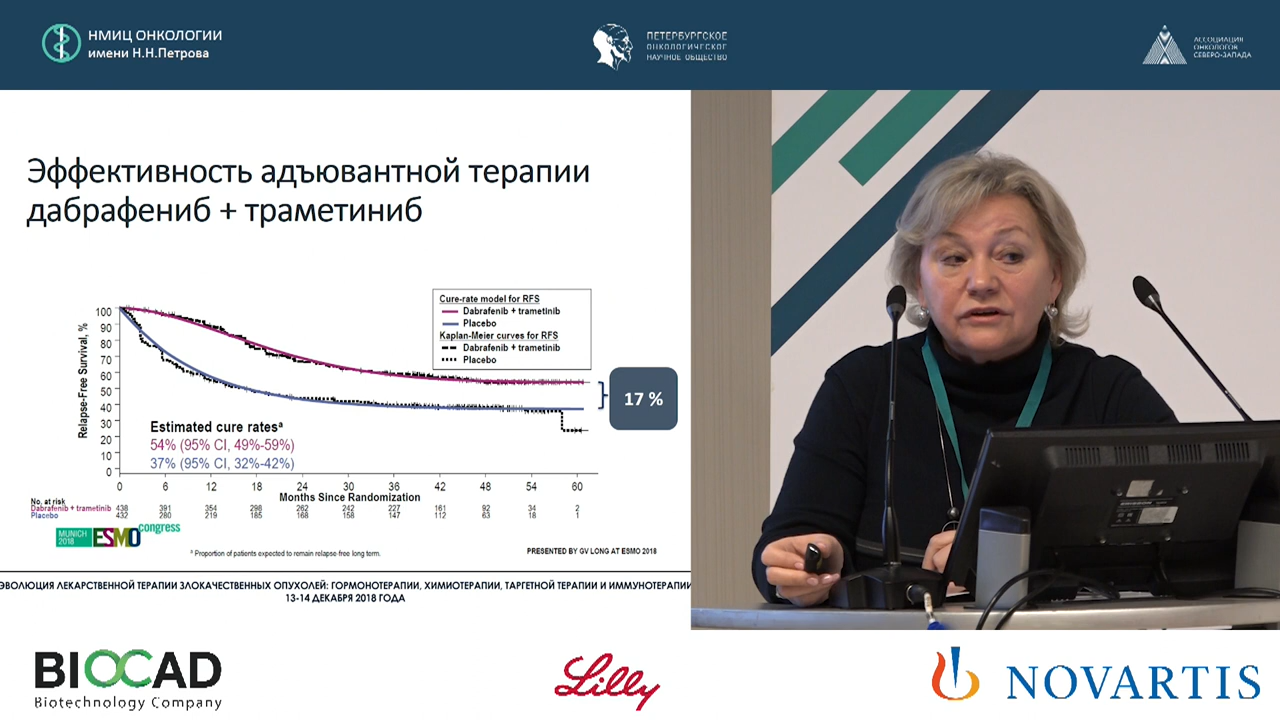 НМИЦ ОНКОЛОГИИ
имени Н.Н.Петрова
ПЕТЕРБУРГСКОЕ
ОНКОЛОГИЧЕСКОЕ
НАУЧНОЕ ОБЩЕСТВО
АССОЦИАЦИЯ
ОНКОЛОГОВ
СЕВЕРО-ЗАПАДА
Эффективность адъювантной терапии
дабрафениб + траметиниб
Cure-rate model for RFS
Dabrafenib + trametinib
Placebo
Kaplan-Meier curves for RFS
Dabrafenib + trametinib
Placebo
Relapse-Free Survival, %
100
90
80
70
60
50
40
30
20
10
0
17 %
Estimated cure ratesᵃ
54% (95% CI, 49%-59%)
37% (95% CI, 32%-42%)
0 6 12 18 24 30 36 42 48 54 60
Months Since Randomization
No. at risk
Dabrafenib + trametinib 438 391 354 298 262 242 227 161 92 34 2
Placebo 432 280 219 185 168 158 147 112 63 18 1
MUNICH
2018
ESMO congress
ᵃ Proportion of patients expected to remain relapse-free long term.
PRESENTED BY GV LONG AT ESMO 2018
ЭВОЛЮЦИЯ ЛЕКАРСТВЕННОЙ ТЕРАПИИ ЗЛОКАЧЕСТВЕННЫХ ОПУХОЛЕЙ: ГОРМОНОТЕРАПИИ, ХИМИОТЕРАПИИ, ТАРГЕТНОЙ ТЕРАПИИ И ИММУНОТЕРАПИИ
13-14 ДЕКАБРЯ 2018 ГОДА
BIOCAD
Biotechnology Company
Lilly
NOVARTIS